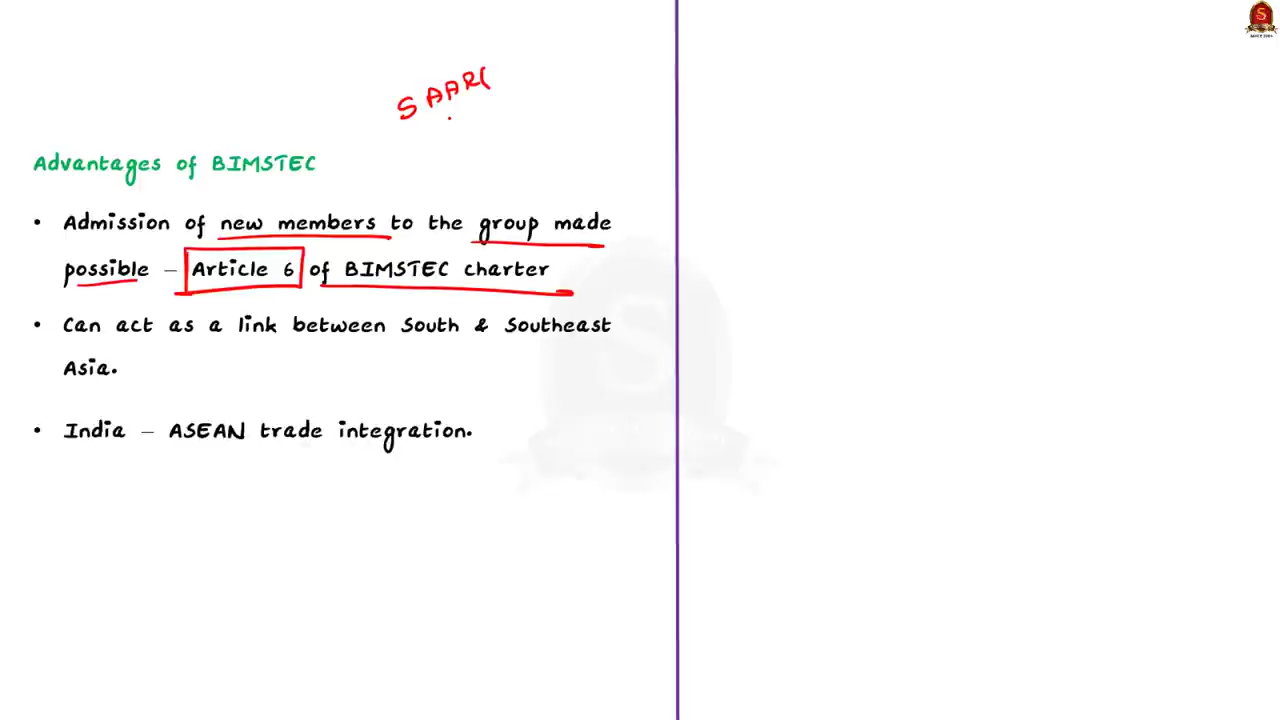 SAARC
Advantages of BIMSTEC
• Admission of new members to the group made
possible – Article 6 of BIMSTEC charter
• Can act as a link between South & Southeast
Asia.
• India – ASEAN trade integration.